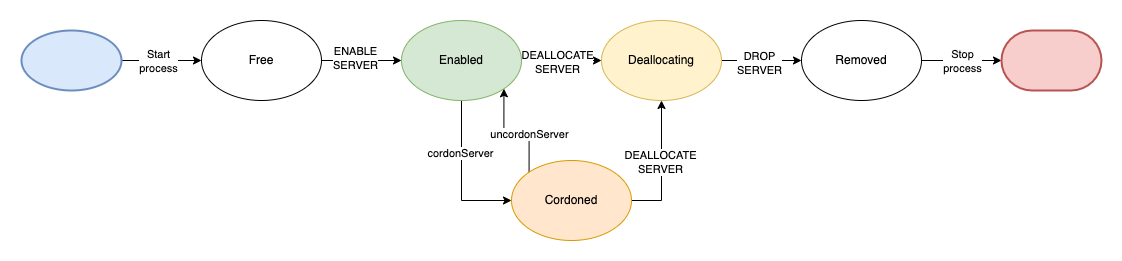 Start
process
Free
ENABLE
SERVER
Enabled
DEALLOCATE
SERVER
Deallocating
DROP
SERVER
Removed
Stop
process
uncordonServer
cordonServer
DEALLOCATE
SERVER
Cordoned